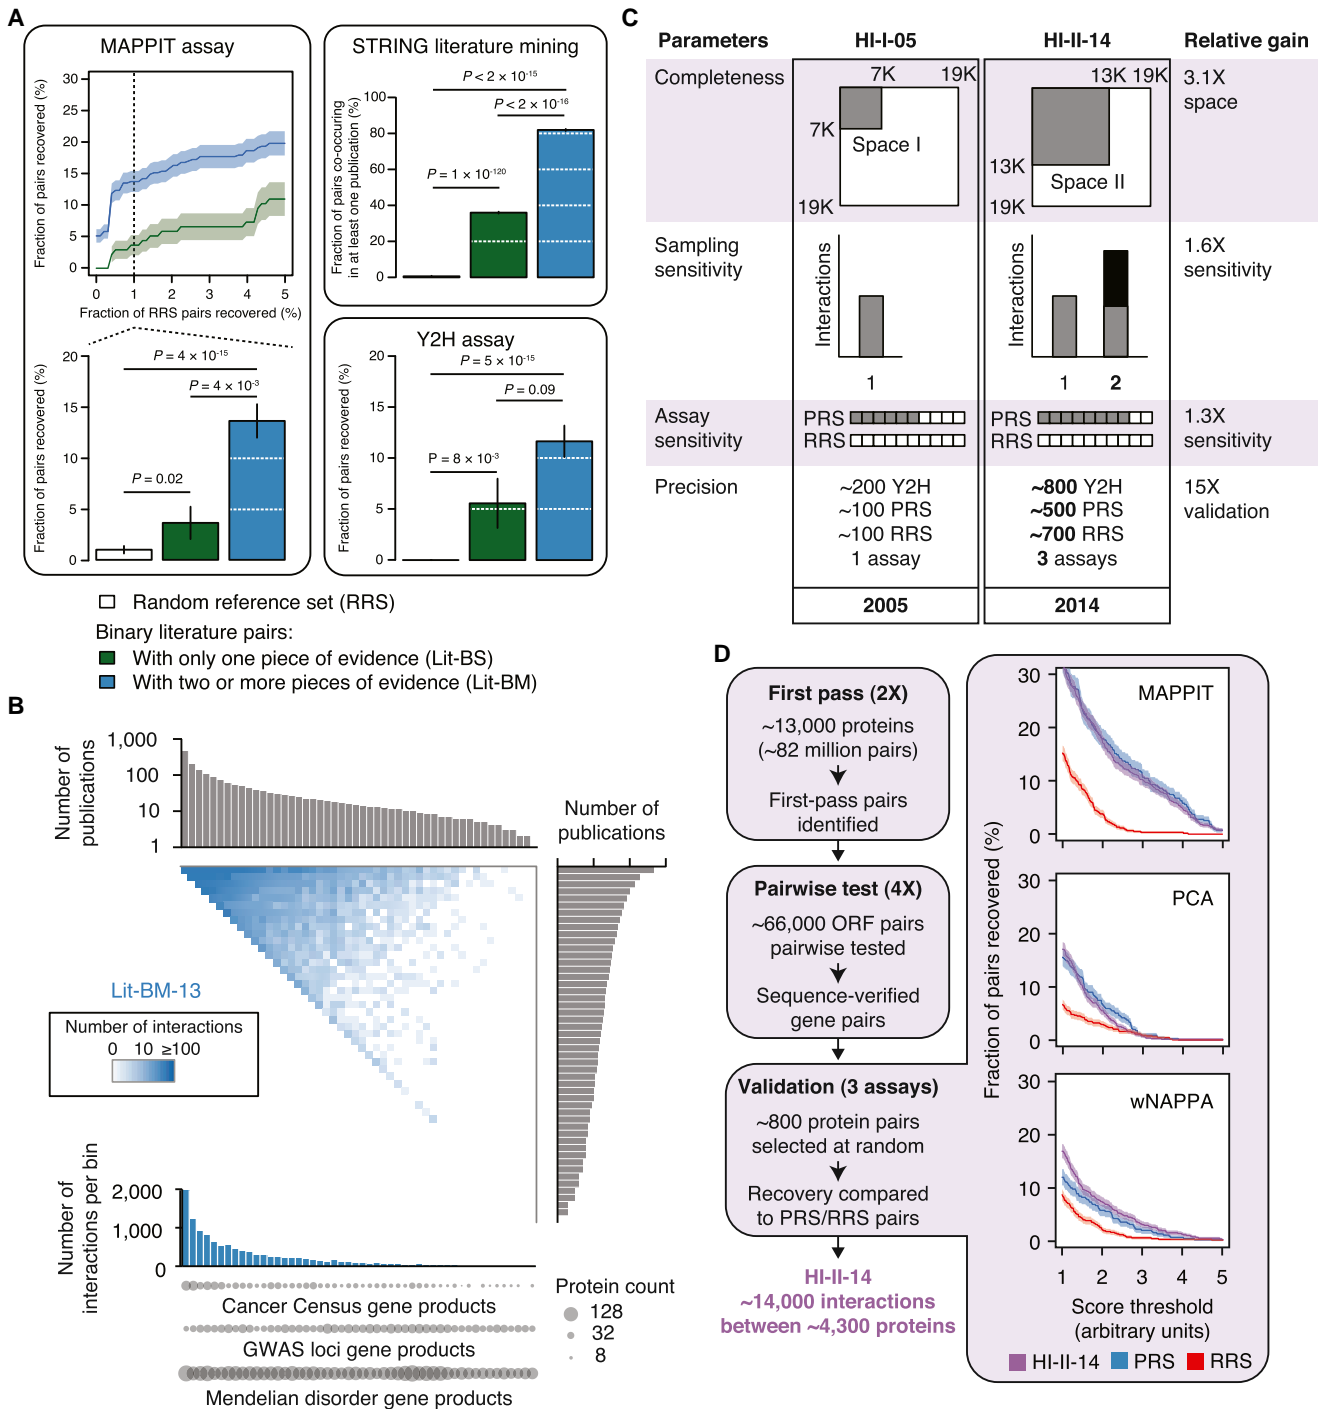 A
MAPPIT assay
Fraction of pairs recovered (%)
30
20
15
10
5
0
0 1 2 3 4 5
Fraction of RRS pairs recovered (%)
Fraction of pairs recovered (%)
20
15
10
5
0
P = 4 × 10-15
P = 4 × 10-3
P = 0.02
STRING literature mining
Fraction of pairs co-occuring
in at least one publication (%)
100
80
60
40
20
0
P < 2 × 10-15
P < 2 × 10-16
P = 1 × 10-120
Y2H assay
Fraction of pairs recovered (%)
20
15
10
5
0
P = 5 × 10-15
P = 0.09
P = 8 × 10-3
Random reference set (RRS)
Binary literature pairs:
With only one piece of evidence (Lit-BS)
With two or more pieces of evidence (Lit-BM)
B
Number of
publications
1,000
100
10
1
Number of
publications
Lit-BM-13
Number of interactions
0 10 ≥100
Number of
interactions per bin
2,000
1,000
0
Cancer Census gene products
GWAS loci gene products
Mendelian disorder gene products
Protein count
128
32
8
C
Parameters HI-I-05 HI-II-14 Relative gain
Completeness
7K 19K
7K
Space I
19K
13K 19K
13K
Space II
19K
3.1X
space
Sampling
sensitivity
Interactions
1
Interactions
1 2
1.6X
sensitivity
Assay
sensitivity
PRS
RRS
PRS
RRS
1.3X
sensitivity
Precision
~200 Y2H
~100 PRS
~100 RRS
1 assay
~800 Y2H
~500 PRS
~700 RRS
3 assays
15X
validation
2005 2014
D
First pass (2X)
~13,000 proteins
(~82 million pairs)
First-pass pairs
identified
Pairwise test (4X)
~66,000 ORF pairs
pairwise tested
Sequence-verified
gene pairs
Validation (3 assays)
~800 protein pairs
selected at random
Recovery compared
to PRS/RRS pairs
HI-II-14
~14,000 interactions
between ~4,300 proteins
Fraction of pairs recovered (%)
MAPPIT
30
20
10
0
PCA
30
20
10
0
wNAPPA
30
20
10
0
1 2 3 4 5
Score threshold
(arbitrary units)
HI-II-14 PRS RRS